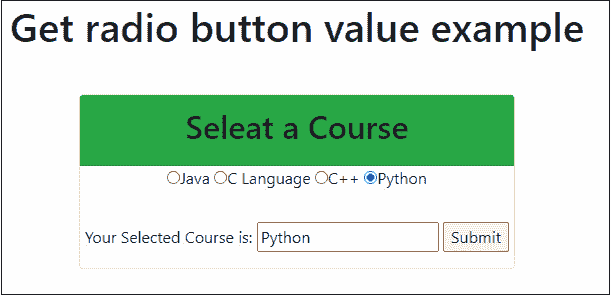 Get radio button value example
Seleat a Course
Java C Language C++ Python
Your Selected Course is: Python Submit